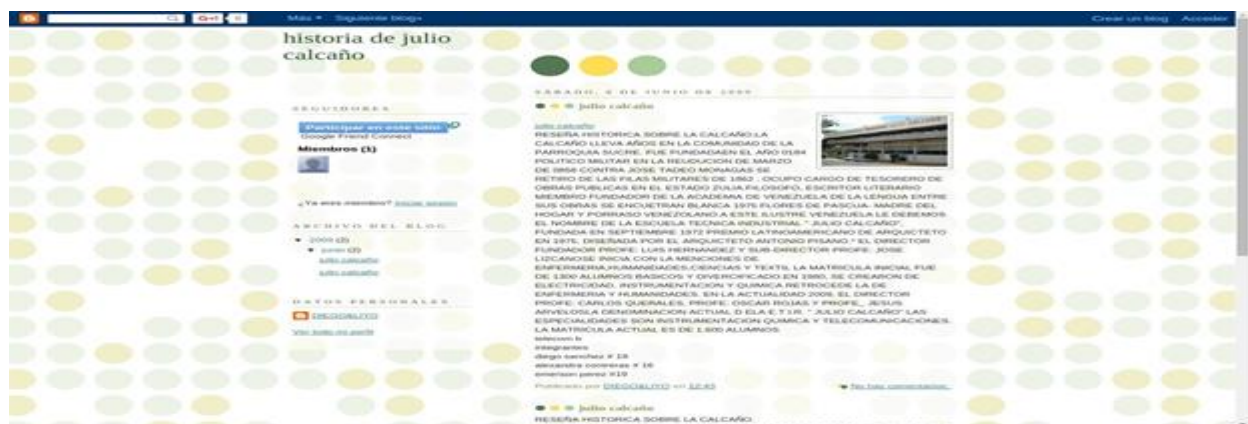 Más Siguiente blog»
Crear un blog Acceder
historia de julio
calcaño
SEGUIDORES
Participar en este sitio
Google Friend Connect
Miembros (1)
¿Ya eres miembro? Iniciar sesión
ARCHIVO DEL BLOG
2009 (2)
junio (2)
julio calcaño
julio calcaño
DATOS PERSONALES
DIEGOBLITO
Ver todo mi perfil
SÁBADO, 6 DE JUNIO DE 2009
julio calcaño
julio calcaño
RESEÑA HISTORICA SOBRE LA CALCAÑO:LA
CALCAÑO LLEVA AÑOS EN LA COMUNIDAD DE LA
PARROQUIA SUCRE. FUE FUNDADAEN EL AÑO 0184
POLITICO MILITAR EN LA REUOUCION DE MARZO
DE 0858 CONTRA JOSE TADEO MONAGAS SE
RETIRO DE LAS FILAS MILITARES DE 1862 . OCUPO CARGO DE TESORERO DE
OBRAS PUBLICAS EN EL ESTADO ZULIA.FILOSOFO, ESCRITOR LITERARIO
MIEMBRO FUNDADOR DE LA ACADEMIA DE VENEZUELA DE LA LENGUA ENTRE
SUS OBRAS SE ENCUETRAN BLANCA 1975 FLORES DE PASCUA- MADRE DEL
HOGAR Y PORRASO VENEZOLANO A ESTE ILUSTRE VENEZUELA LE DEBEMOS
EL NOMBRE DE LA ESCUELA TECNICA INDUSTRIAL " JULIO CALCAÑO",
FUNDADA EN SEPTIEMBRE 1972 PREMIO LATINOAMERICANO DE ARQUICTETO
EN 1975, DISEÑADA POR EL ARQUICTETO ANTONIO PISANO " EL DIRECTOR
FUNDADOR PROFE: LUIS HERNANDEZ Y SUB-DIRECTOR PROFE. JOSE
LIZCANOSE INICIA CON LA MENCIONES DE
ENFERMERIA,HUMANIDADES,CIENCIAS Y TEXTIL LA MATRICULA INICIAL FUE
DE 1300 ALUMNOS BASICOS Y DIVERCIFICADO EN 1980, SE CREARON DE
ELECTRICIDAD, INSTRUMENTACION Y QUIMICA RETROCEDE LA DE
ENFERMERIA Y HUMANIDADES. EN LA ACTUALIDAD 2009. EL DIRECTOR
PROFE: CARLOS QUERALES, PROFE. OSCAR ROJAS Y PROFE,. JESUS
ARVELOSLA DENOMINACION ACTUAL D ELA E.T.I.R. " JULIO CALCAÑO" LAS
ESPECIALIDADES SON INSTRUMENTACION QUIMICA Y TELECOMUNICACIONES.
LA MATRICULA ACTUAL ES DE 1.600 ALUMNOS.
telecom b
integrantes
diego sanchez # 19
alexandra contreras # 16
emerson perez #19
Publicado por DIEGOBLITO en 12:43 No hay comentarios:
julio calcaño
RESEÑA HISTORICA SOBRE LA CALCAÑO: